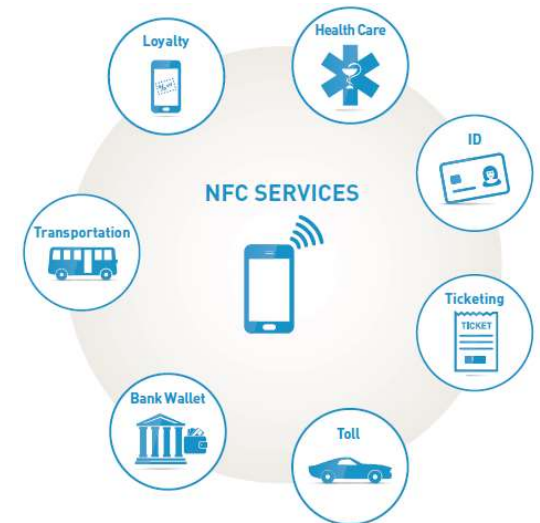 Loyalty
Health Care
ID
NFC SERVICES
Transportation
Ticketing
TICKET
Bank Wallet
Toll